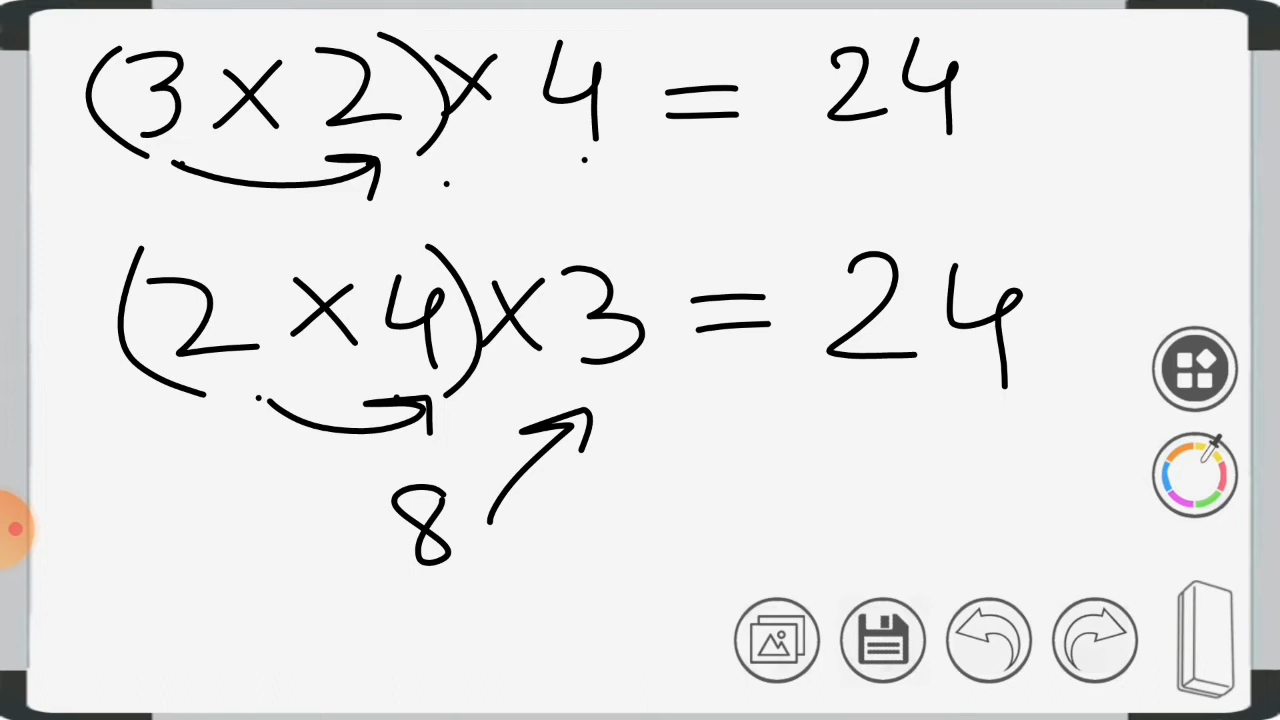 (3 × 2) × 4 = 24
(2 × 4) × 3 = 24
8